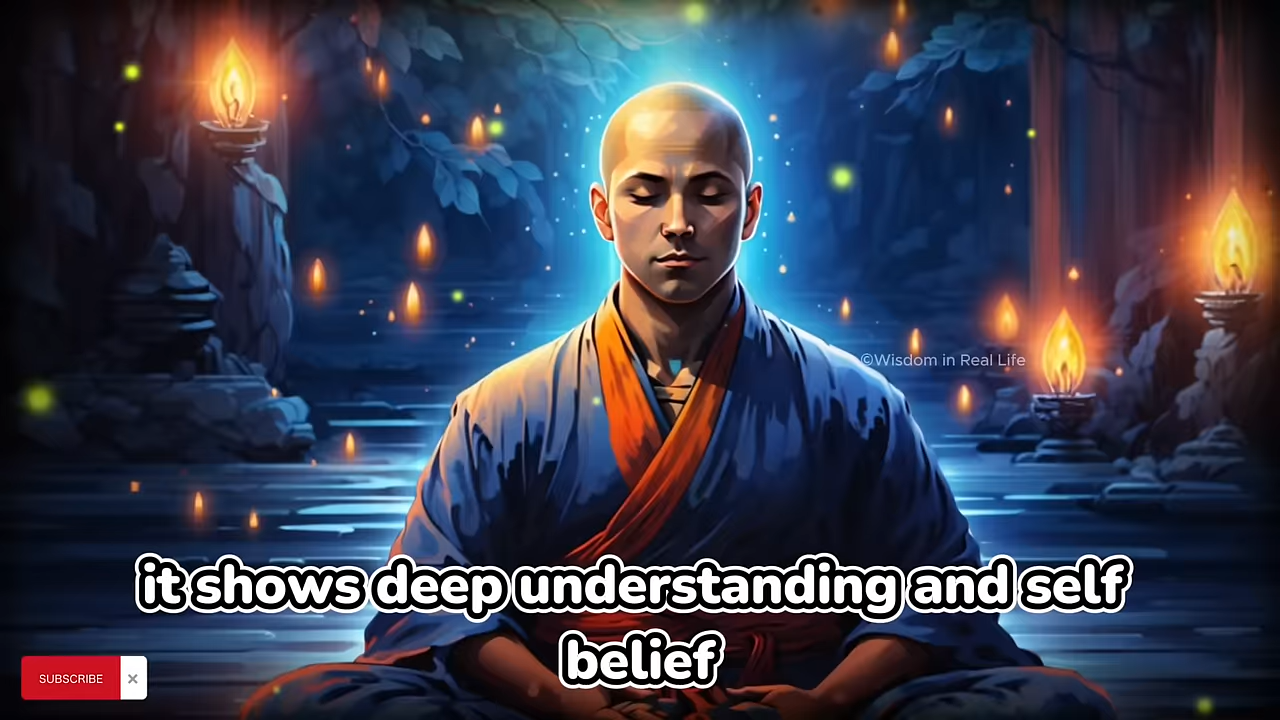 ©Wisdom in Real Life
it shows deep understanding and self
belief
SUBSCRIBE